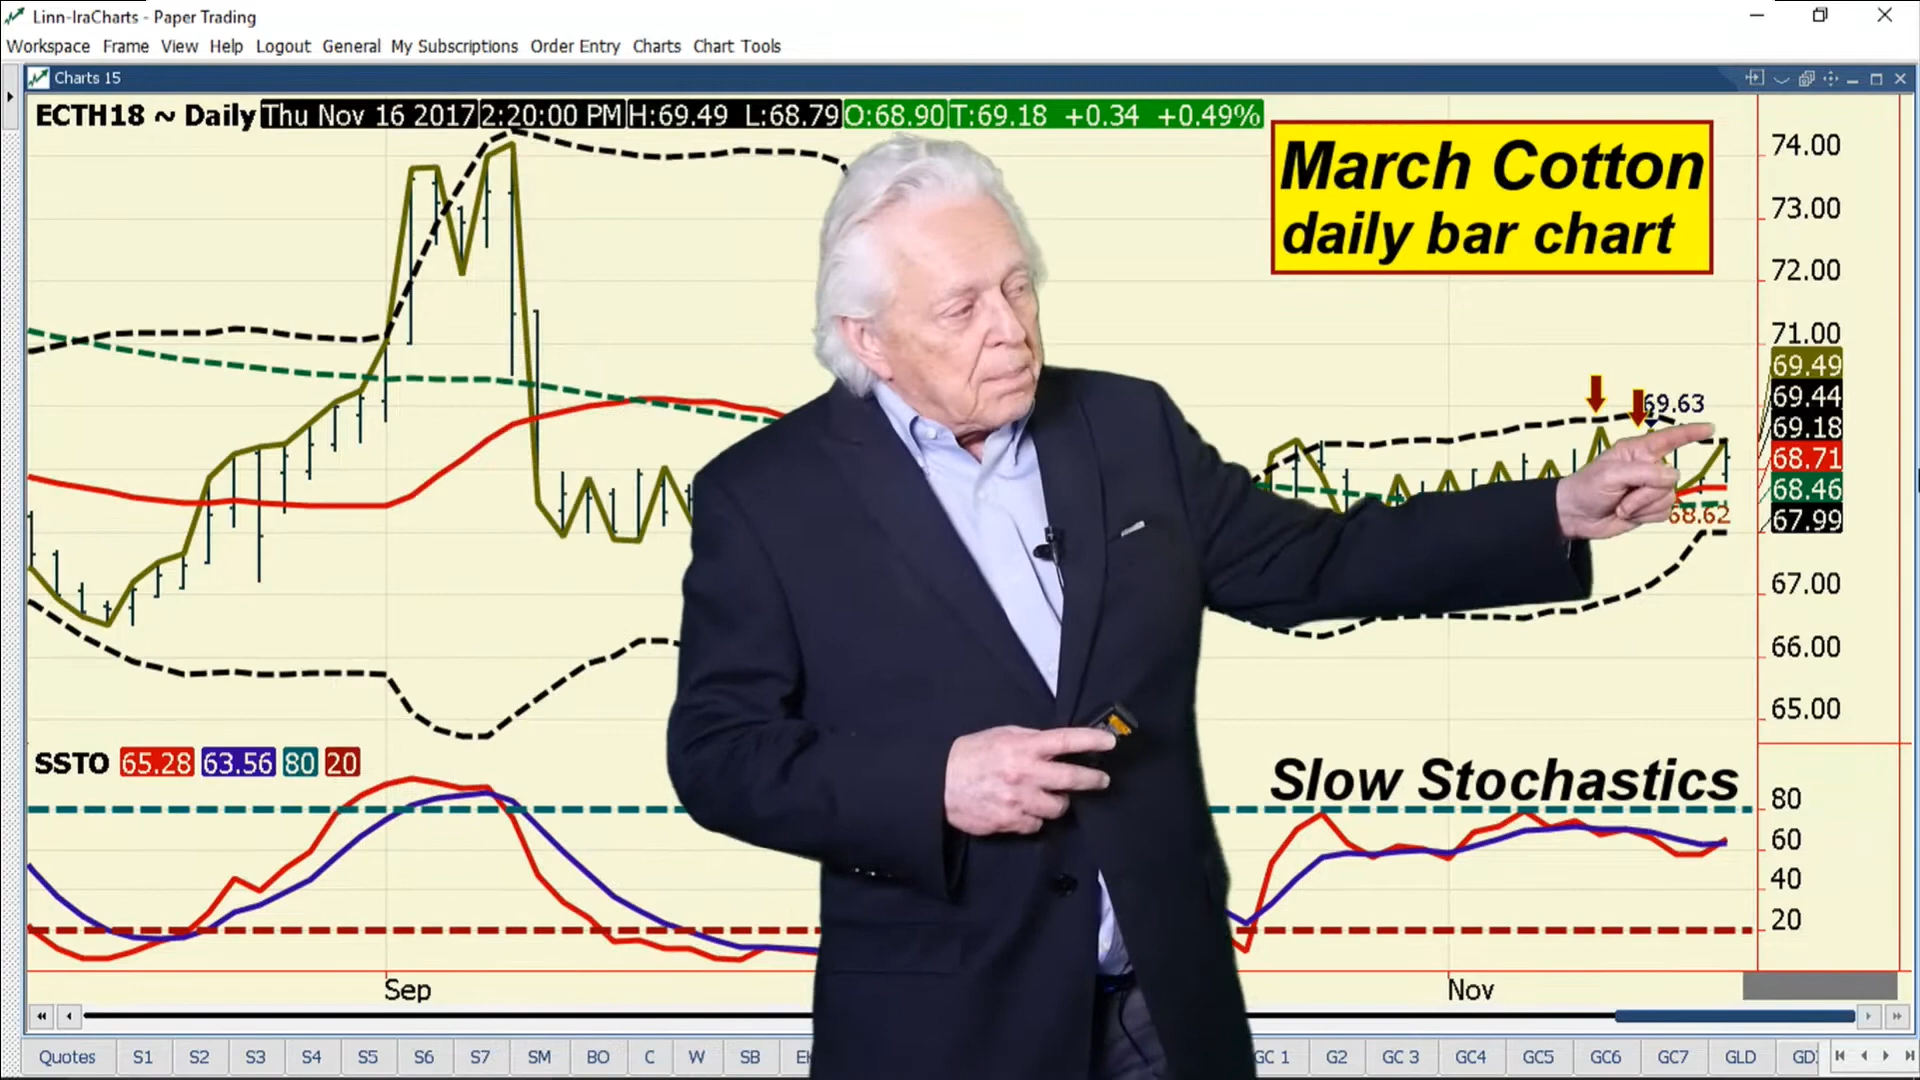 Linn-IraCharts - Paper Trading
Workspace Frame View Help Logout General My Subscriptions Order Entry Charts Chart Tools
Charts 15
ECTH18 ~ Daily Thu Nov 16 2017 2:20:00 PM H:69.49 L:68.79 O:68.90 T:69.18 +0.34 +0.49%
March Cotton
daily bar chart
74.00
73.00
72.00
71.00
69.49
69.44
69.63
69.18
68.71
68.46
68.62
67.99
67.00
66.00
65.00
SSTO 65.28 63.56 80 20
Slow Stochastics
80
60
40
20
Sep Nov
Quotes S1 S2 S3 S4 S5 S6 S7 SM BO C W SB GC 1 G2 GC 3 GC4 GC5 GC6 GC7 GLD GD